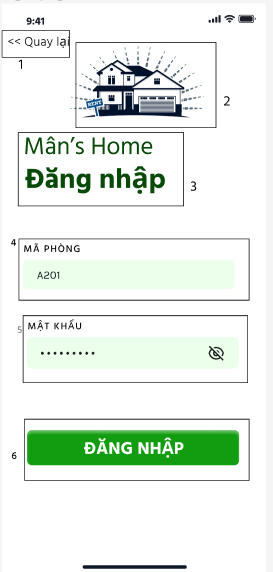 9:41
<< Quay lại
1
RENT
2
Mân's Home
Đăng nhập
3
4
MÃ PHÒNG
A201
5
MẬT KHẨU
•••••••••
6
ĐĂNG NHẬP